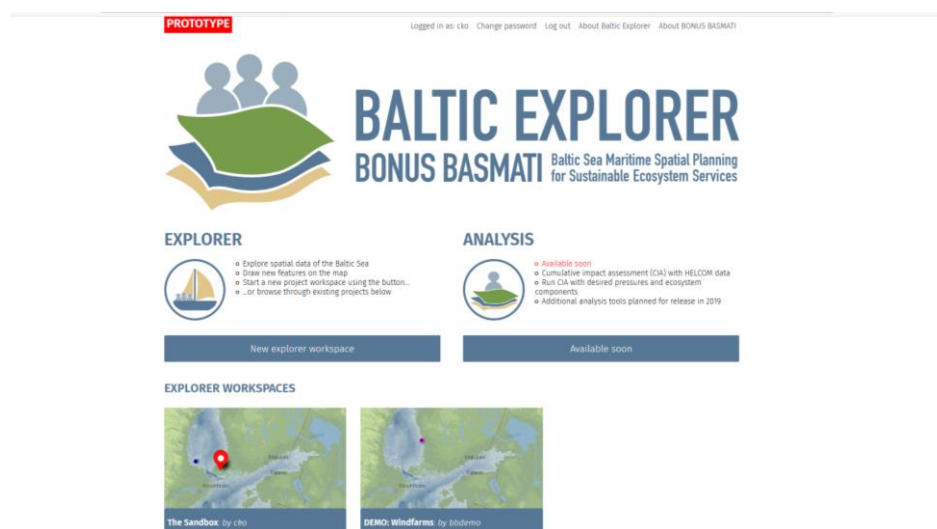 PROTOTYPE
Logged in as: cko Change password Log out About Baltic Explorer About BONUS BASMATI
BALTIC EXPLORER
BONUS BASMATI Baltic Sea Maritime Spatial Planning
for Sustainable Ecosystem Services
EXPLORER
Explore spatial data of the Baltic Sea
Draw new features on the map
Start a new project workspace using the button...
...or browse through existing projects below
New explorer workspace
ANALYSIS
Available soon
Cumulative impact assessment (CIA) with HELCOM data
Run CIA with desired pressures and ecosystem
components
Additional analysis tools planned for release in 2019
Available soon
EXPLORER WORKSPACES
The Sandbox: by cko
DEMO: Windfarms: by bbdemo